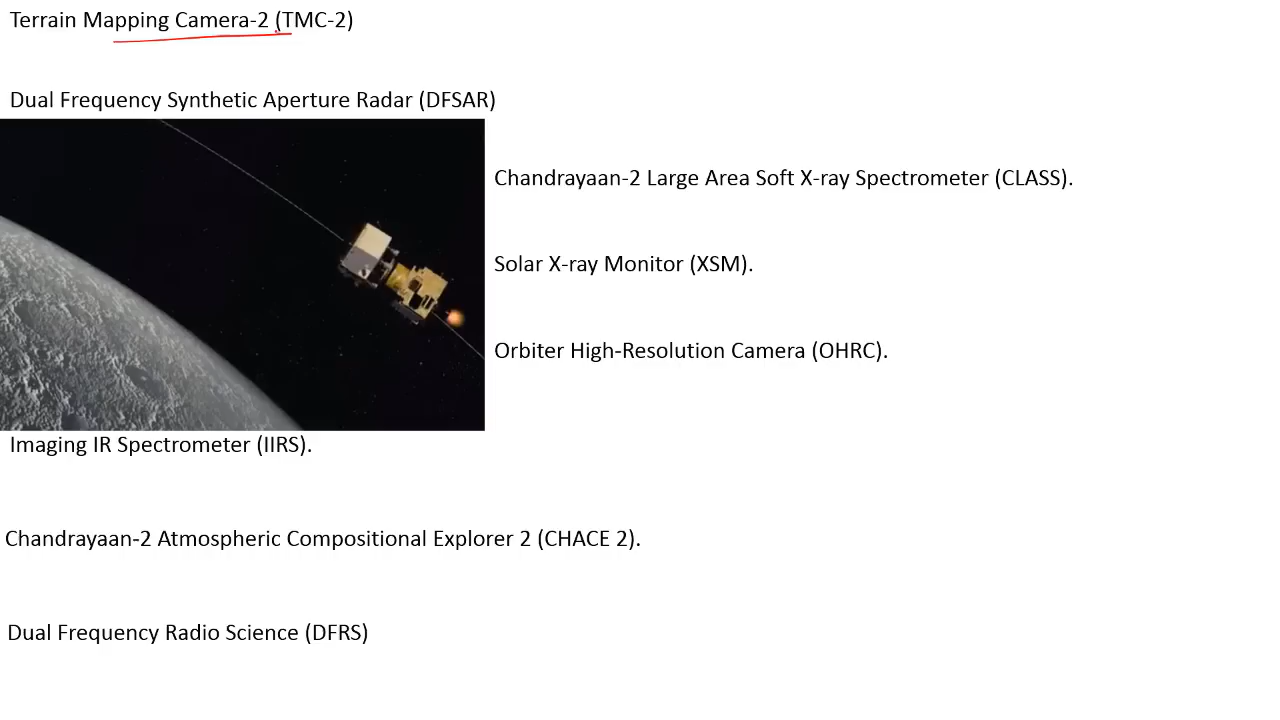 Terrain Mapping Camera-2 (TMC-2)
Dual Frequency Synthetic Aperture Radar (DFSAR)
Chandrayaan-2 Large Area Soft X-ray Spectrometer (CLASS).
Solar X-ray Monitor (XSM).
Orbiter High-Resolution Camera (OHRC).
Imaging IR Spectrometer (IIRS).
Chandrayaan-2 Atmospheric Compositional Explorer 2 (CHACE 2).
Dual Frequency Radio Science (DFRS)